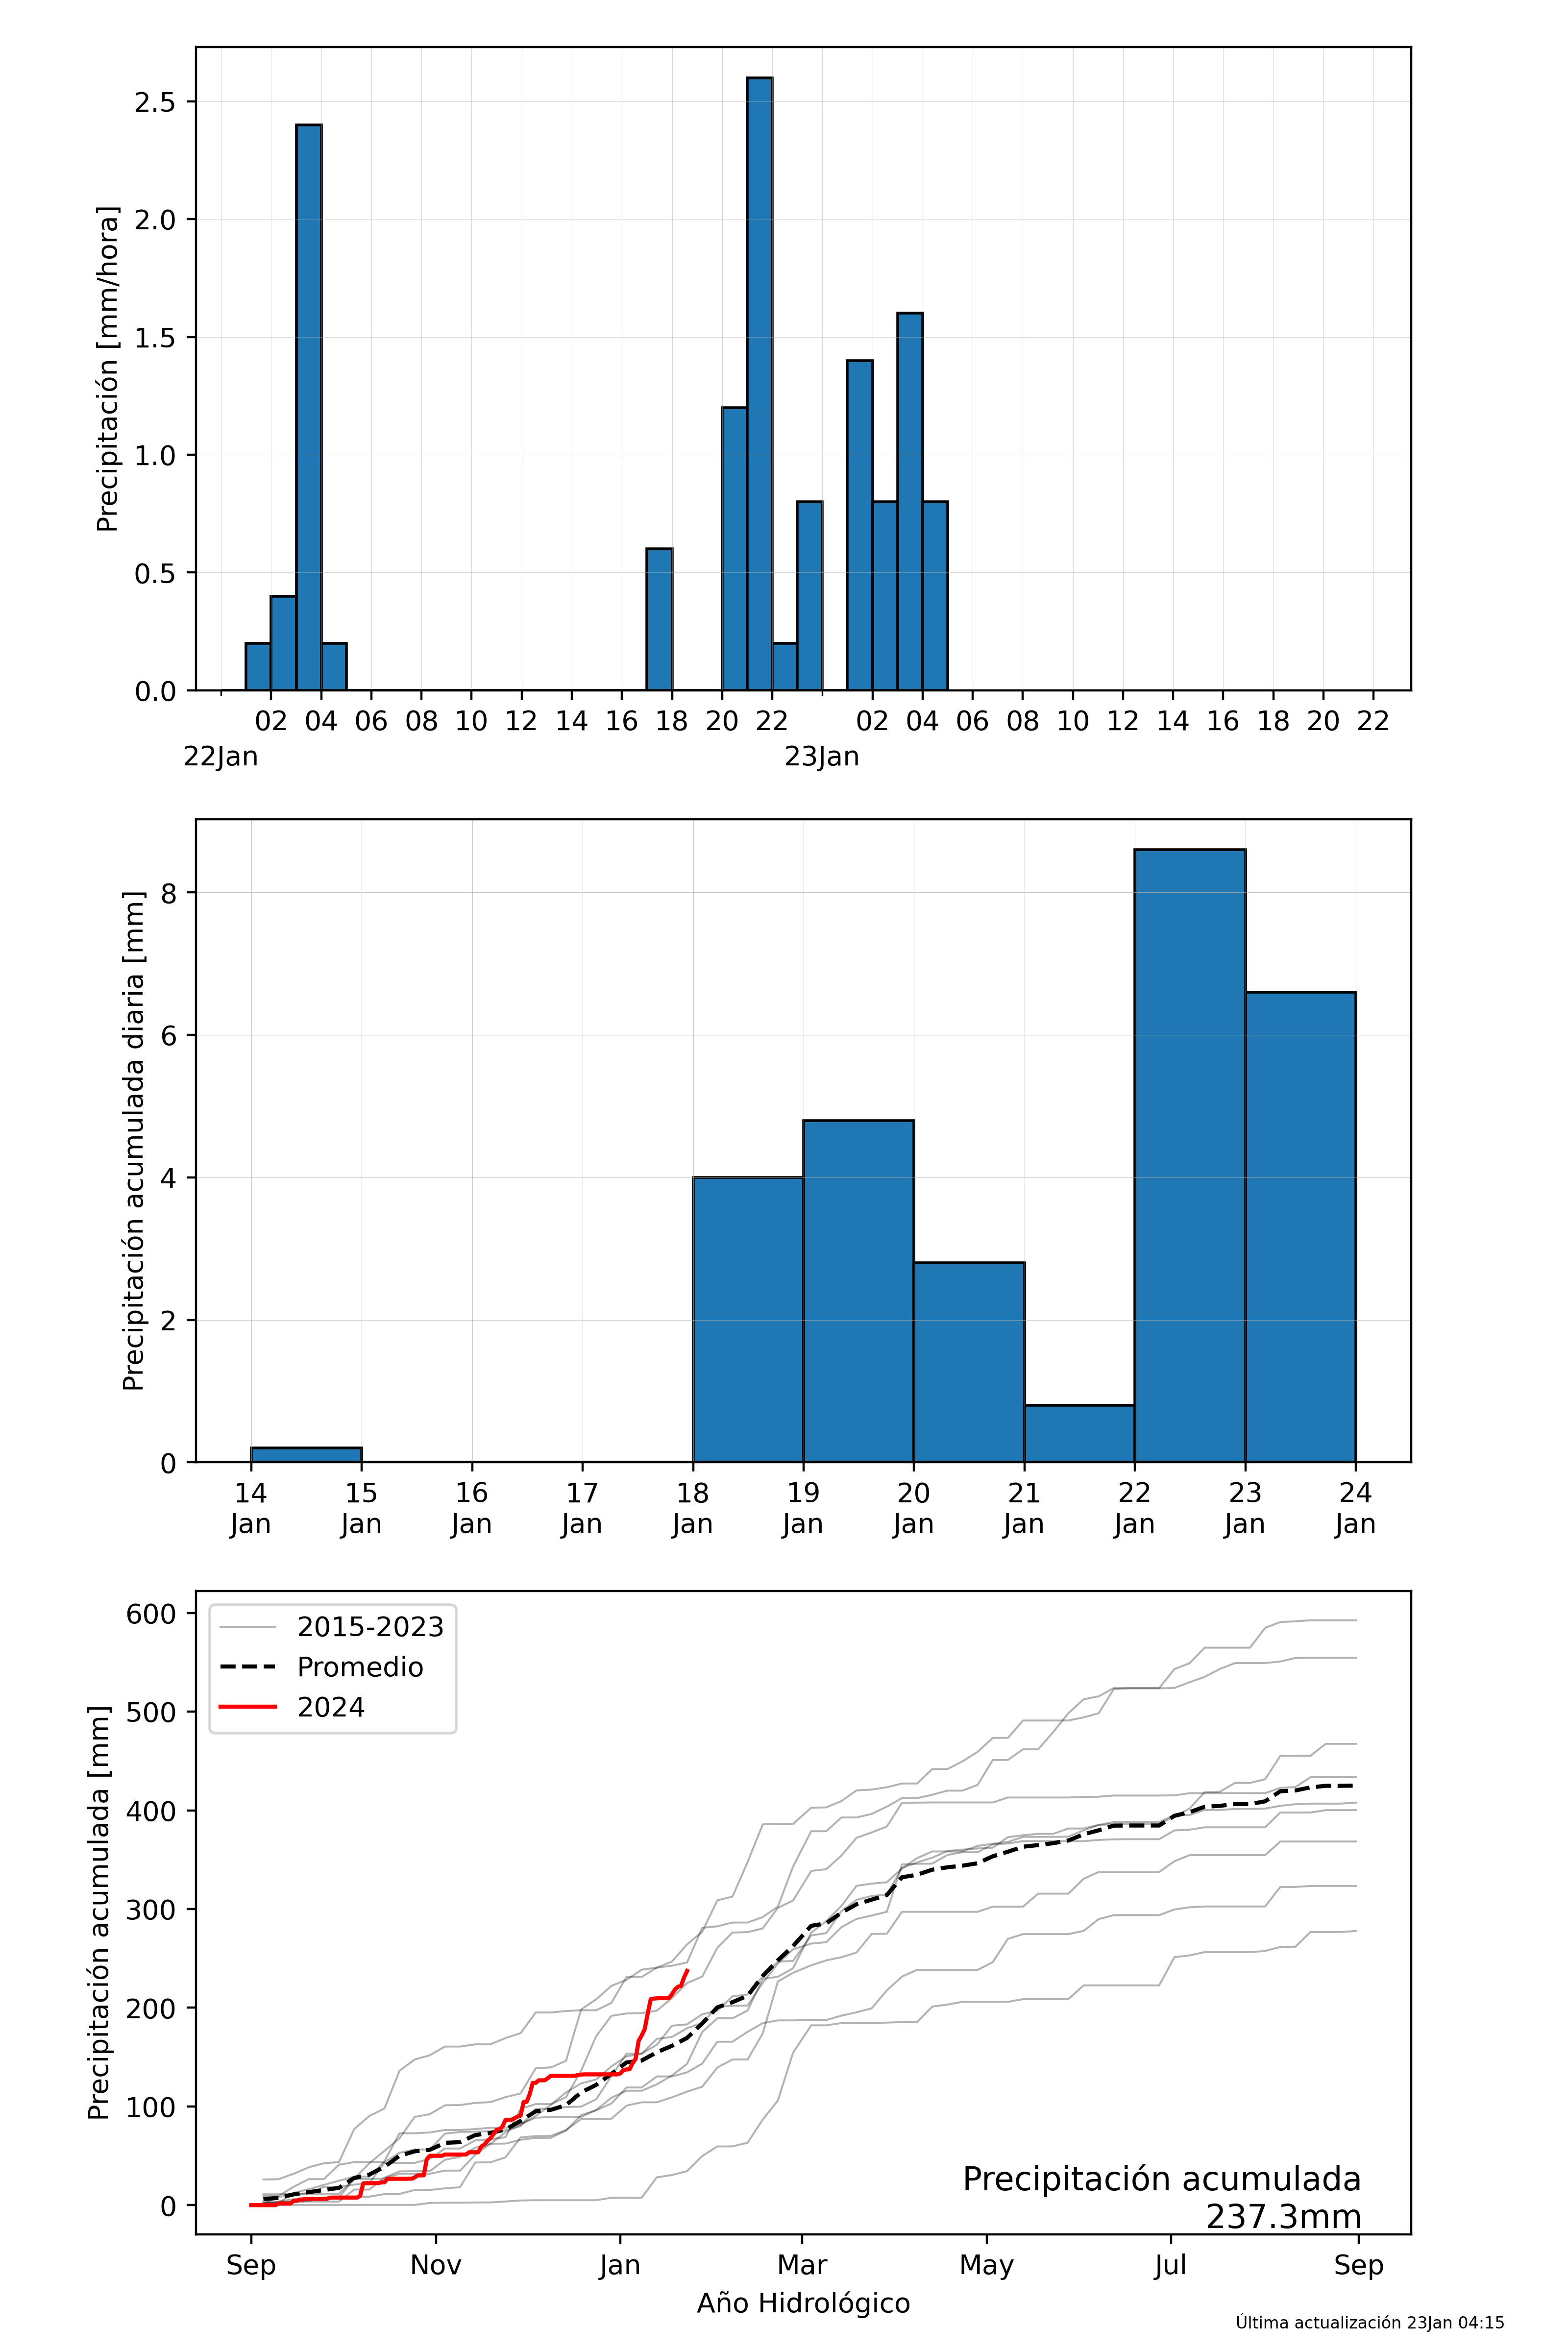 Precipitación [mm/hora]
2.5
2.0
1.5
1.0
0.5
0.0
02 04 06 08 10 12 14 16 18 20 22 02 04 06 08 10 12 14 16 18 20 22
22Jan 23Jan
Precipitación acumulada diaria [mm]
8
6
4
2
0
14 15 16 17 18 19 20 21 22 23 24
Jan Jan Jan Jan Jan Jan Jan Jan Jan Jan Jan
Precipitación acumulada [mm]
600
500
400
300
200
100
0
2015-2023
Promedio
2024
Precipitación acumulada
237.3mm
Sep Nov Jan Mar May Jul Sep
Año Hidrológico
Última actualización 23Jan 04:15